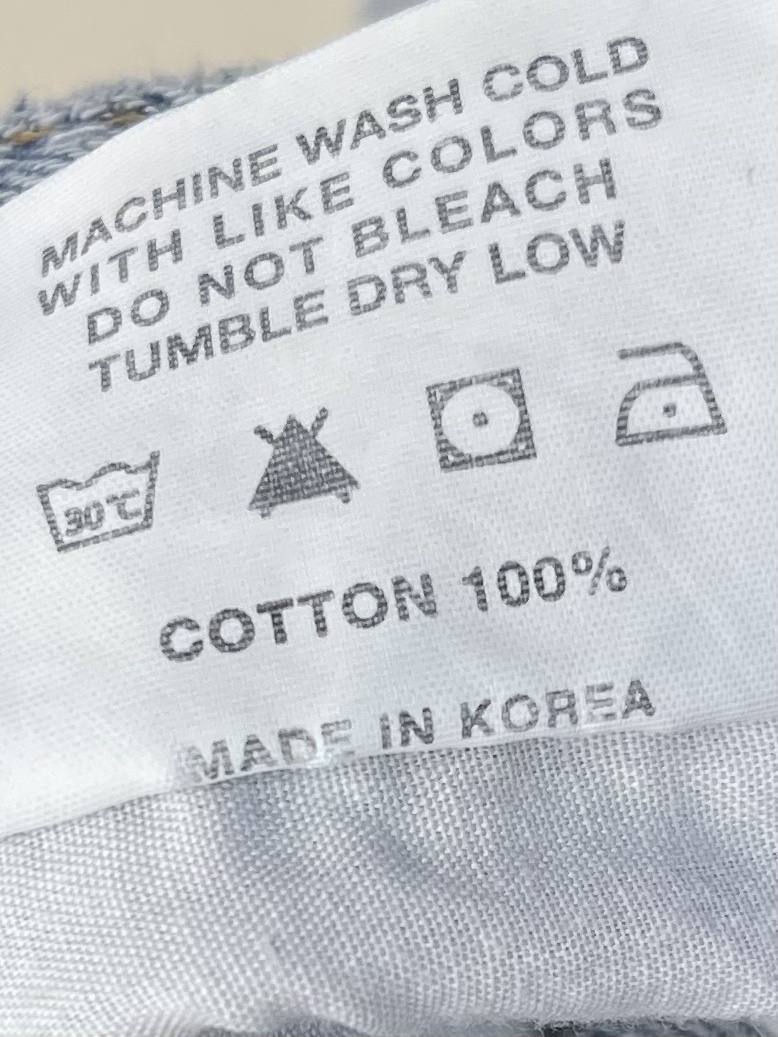 MACHINE WASH COLD
WITH LIKE COLORS
DO NOT BLEACH
TUMBLE DRY LOW
30°C
COTTON 100%
MADE IN KOREA